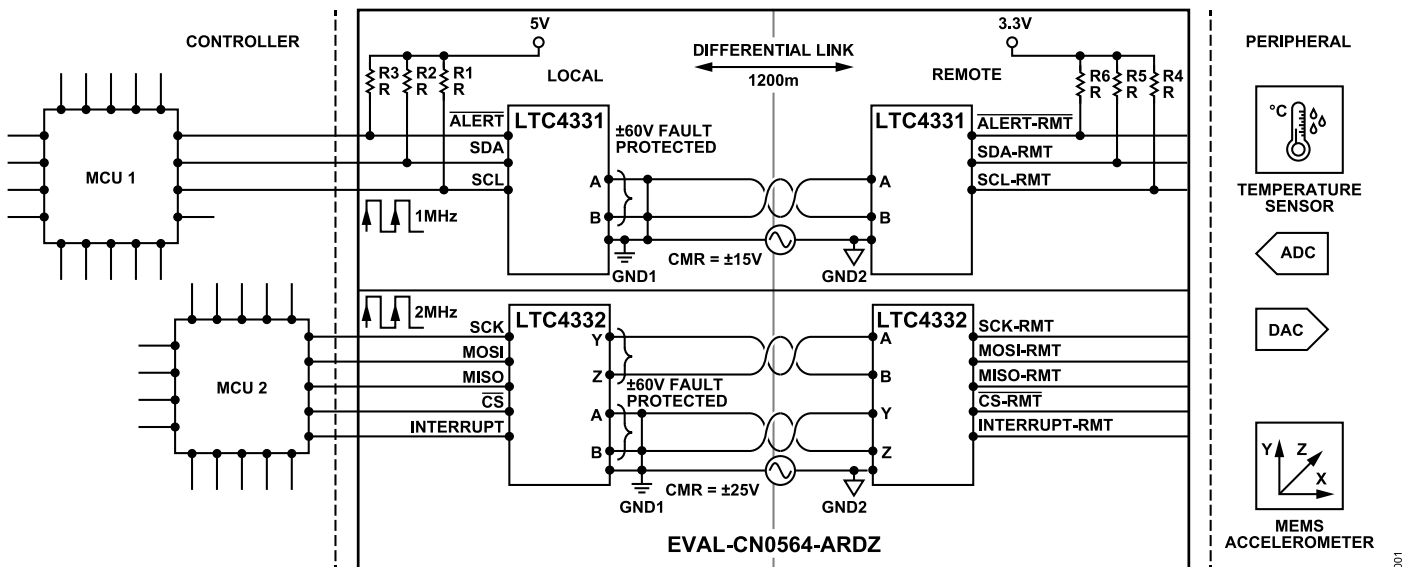 CONTROLLER
MCU 1
MCU 2
5V
R3
R
R2
R
R1
R
LOCAL
DIFFERENTIAL LINK
1200m
REMOTE
3.3V
R6
R
R5
R
R4
R
ALERT
SDA
SCL
1MHz
LTC4331
±60V FAULT
PROTECTED
A
B
GND1
CMR = ±15V
GND2
LTC4331
A
B
ALERT-RMT
SDA-RMT
SCL-RMT
2MHz
SCK
MOSI
MISO
CS
INTERRUPT
LTC4332
Y
Z
±60V FAULT
PROTECTED
A
B
GND1
CMR = ±25V
GND2
LTC4332
A
B
Y
Z
SCK-RMT
MOSI-RMT
MISO-RMT
CS-RMT
INTERRUPT-RMT
EVAL-CN0564-ARDZ
PERIPHERAL
°C
TEMPERATURE
SENSOR
ADC
DAC
Y
Z
X
MEMS
ACCELEROMETER
001